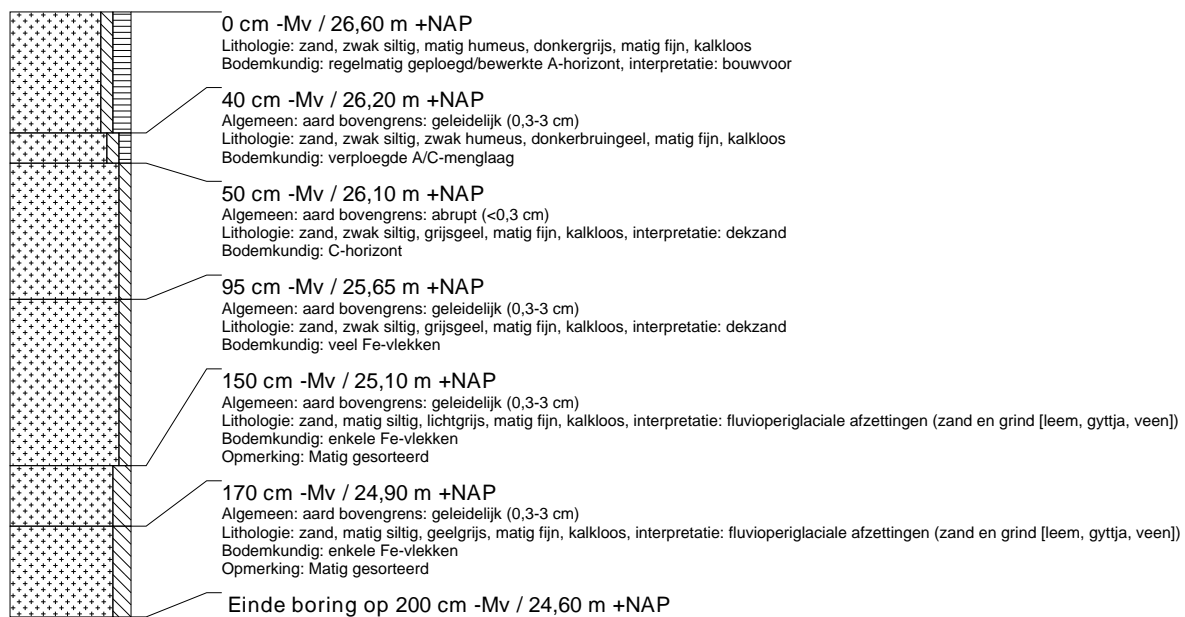 0 cm -Mv / 26,60 m +NAP
Lithologie: zand, zwak siltig, matig humeus, donkergrijs, matig fijn, kalkloos
Bodemkundig: regelmatig geploegd/bewerkte A-horizont, interpretatie: bouwvoor
40 cm -Mv / 26,20 m +NAP
Algemeen: aard bovengrens: geleidelijk (0,3-3 cm)
Lithologie: zand, zwak siltig, zwak humeus, donkerbruingeel, matig fijn, kalkloos
Bodemkundig: verploegde A/C-menglaag
50 cm -Mv / 26,10 m +NAP
Algemeen: aard bovengrens: abrupt (<0,3 cm)
Lithologie: zand, zwak siltig, grijsgeel, matig fijn, kalkloos, interpretatie: dekzand
Bodemkundig: C-horizont
95 cm -Mv / 25,65 m +NAP
Algemeen: aard bovengrens: geleidelijk (0,3-3 cm)
Lithologie: zand, zwak siltig, grijsgeel, matig fijn, kalkloos, interpretatie: dekzand
Bodemkundig: veel Fe-vlekken
150 cm -Mv / 25,10 m +NAP
Algemeen: aard bovengrens: geleidelijk (0,3-3 cm)
Lithologie: zand, matig siltig, lichtgrijs, matig fijn, kalkloos, interpretatie: fluvioperiglaciale afzettingen (zand en grind [leem, gyttja, veen])
Bodemkundig: enkele Fe-vlekken
Opmerking: Matig gesorteerd
170 cm -Mv / 24,90 m +NAP
Algemeen: aard bovengrens: geleidelijk (0,3-3 cm)
Lithologie: zand, matig siltig, geelgrijs, matig fijn, kalkloos, interpretatie: fluvioperiglaciale afzettingen (zand en grind [leem, gyttja, veen])
Bodemkundig: enkele Fe-vlekken
Opmerking: Matig gesorteerd
Einde boring op 200 cm -Mv / 24,60 m +NAP